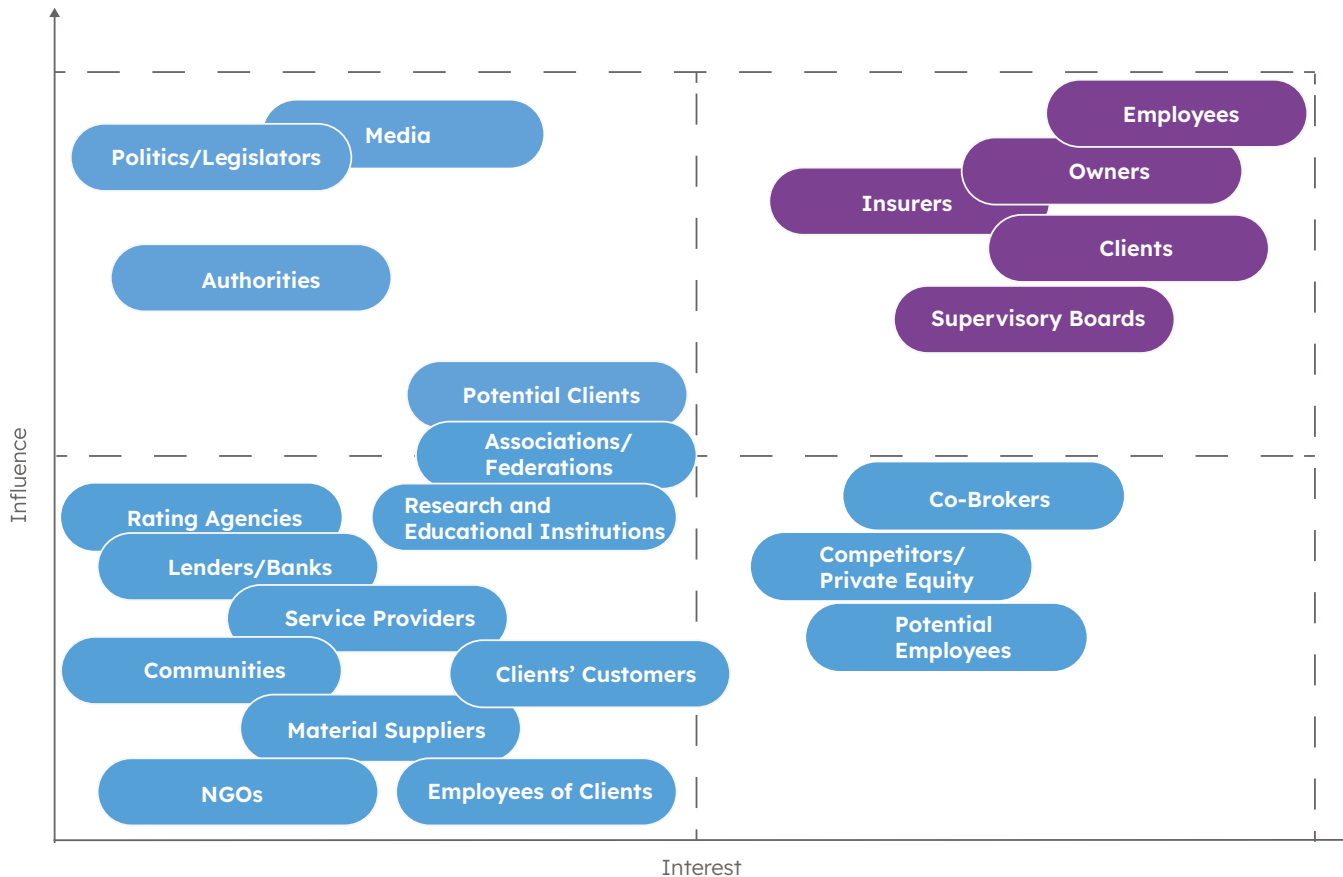 Employees
Media
Politics/Legislators
Owners
Insurers
Clients
Authorities
Supervisory Boards
Potential Clients
Associations/
Federations
Influence
Rating Agencies
Research and
Educational Institutions
Co-Brokers
Lenders/Banks
Competitors/
Private Equity
Service Providers
Potential
Employees
Communities
Clients’ Customers
Material Suppliers
NGOs
Employees of Clients
Interest